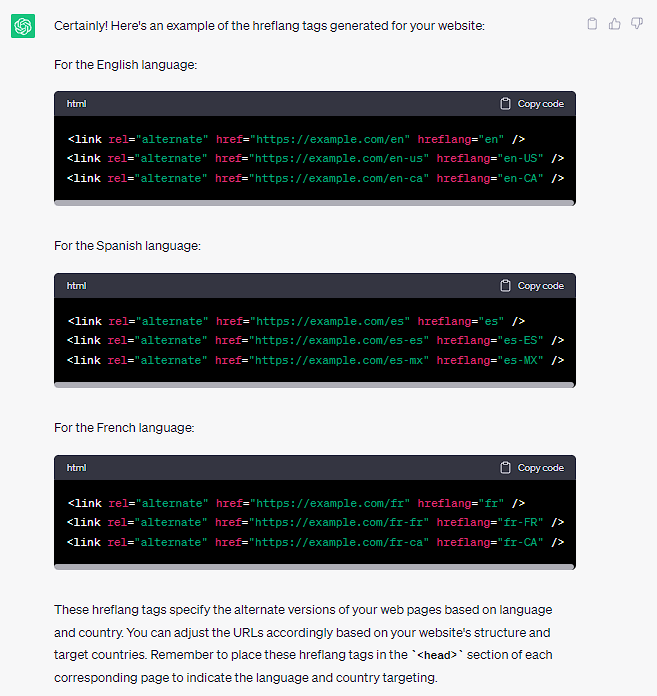 Certainly! Here's an example of the hreflang tags generated for your website:
For the English language:
html
Copy code
<link rel="alternate" href="https://example.com/en" hreflang="en" />
<link rel="alternate" href="https://example.com/en-us" hreflang="en-US" />
<link rel="alternate" href="https://example.com/en-ca" hreflang="en-CA" />
For the Spanish language:
html
Copy code
<link rel="alternate" href="https://example.com/es" hreflang="es" />
<link rel="alternate" href="https://example.com/es-es" hreflang="es-ES" />
<link rel="alternate" href="https://example.com/es-mx" hreflang="es-MX" />
For the French language:
html
Copy code
<link rel="alternate" href="https://example.com/fr" hreflang="fr" />
<link rel="alternate" href="https://example.com/fr-fr" hreflang="fr-FR" />
<link rel="alternate" href="https://example.com/fr-ca" hreflang="fr-CA" />
These hreflang tags specify the alternate versions of your web pages based on language
and country. You can adjust the URLs accordingly based on your website's structure and
target countries. Remember to place these hreflang tags in the `<head>` section of each
corresponding page to indicate the language and country targeting.